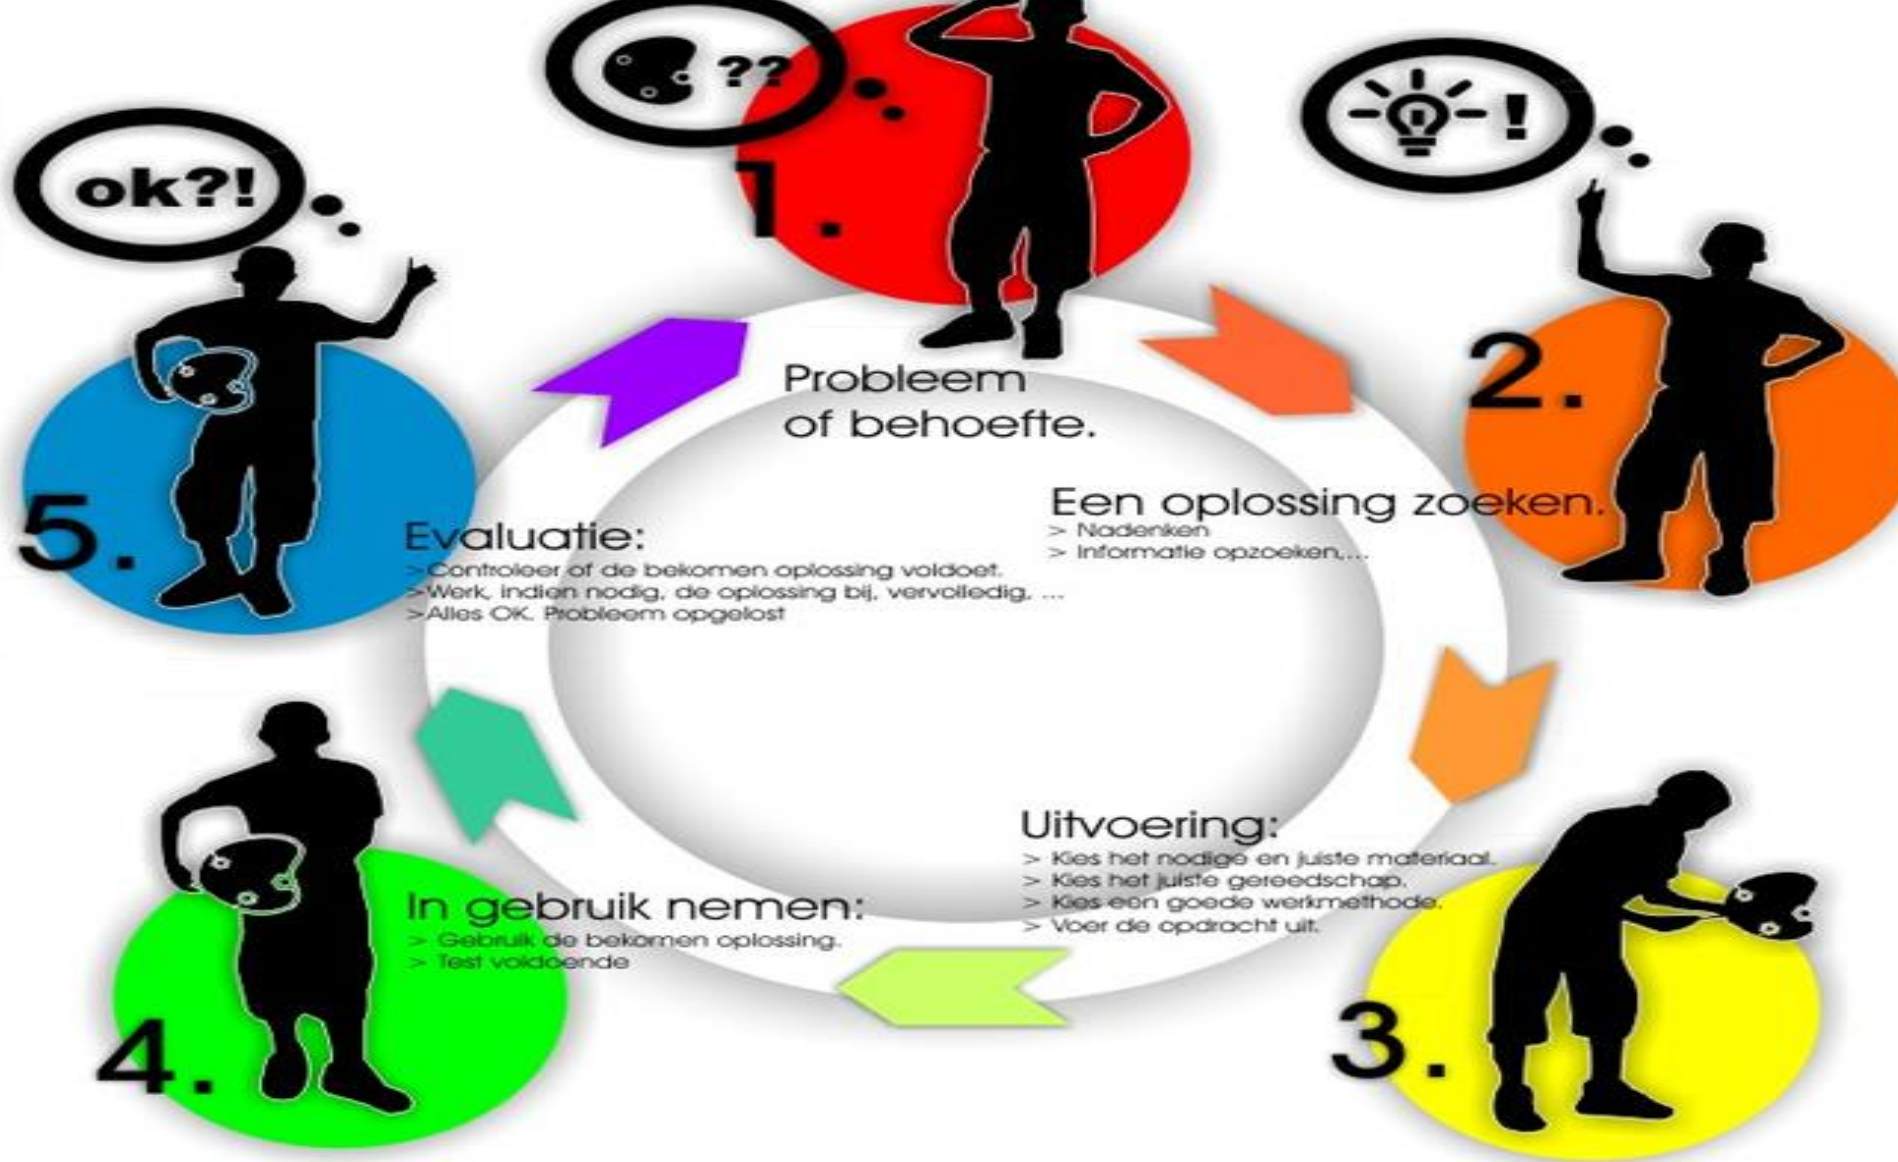 ??
1.
Probleem
of behoefte.
!
2.
Een oplossing zoeken.
> Nadenken
> Informatie opzoeken,...
3.
Uitvoering:
> Kies het nodige en juiste materiaal.
> Kies het juiste gereedschap.
> Kies een goede werkmethode.
> Voer de opdracht uit.
4.
In gebruik nemen:
> Gebruik de bekomen oplossing.
> Test voldoende
ok?!
5.
Evaluatie:
>Controleer of de bekomen oplossing voldoet.
>Werk, indien nodig, de oplossing bij, vervolledig, ...
>Alles OK. Probleem opgelost